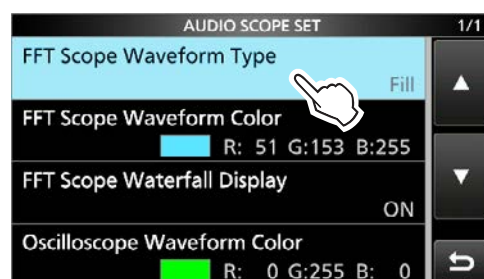 AUDIO SCOPE SET 1/1
FFT Scope Waveform Type
Fill
FFT Scope Waveform Color
R: 51 G:153 B:255
FFT Scope Waterfall Display
ON
Oscilloscope Waveform Color
R: 0 G:255 B: 0